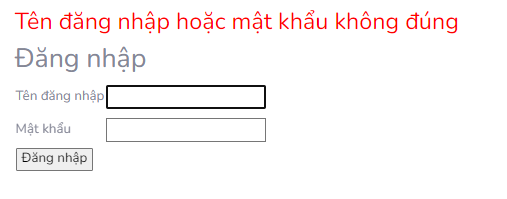 Tên đăng nhập hoặc mật khẩu không đúng
Đăng nhập
Tên đăng nhập
Mật khẩu
Đăng nhập